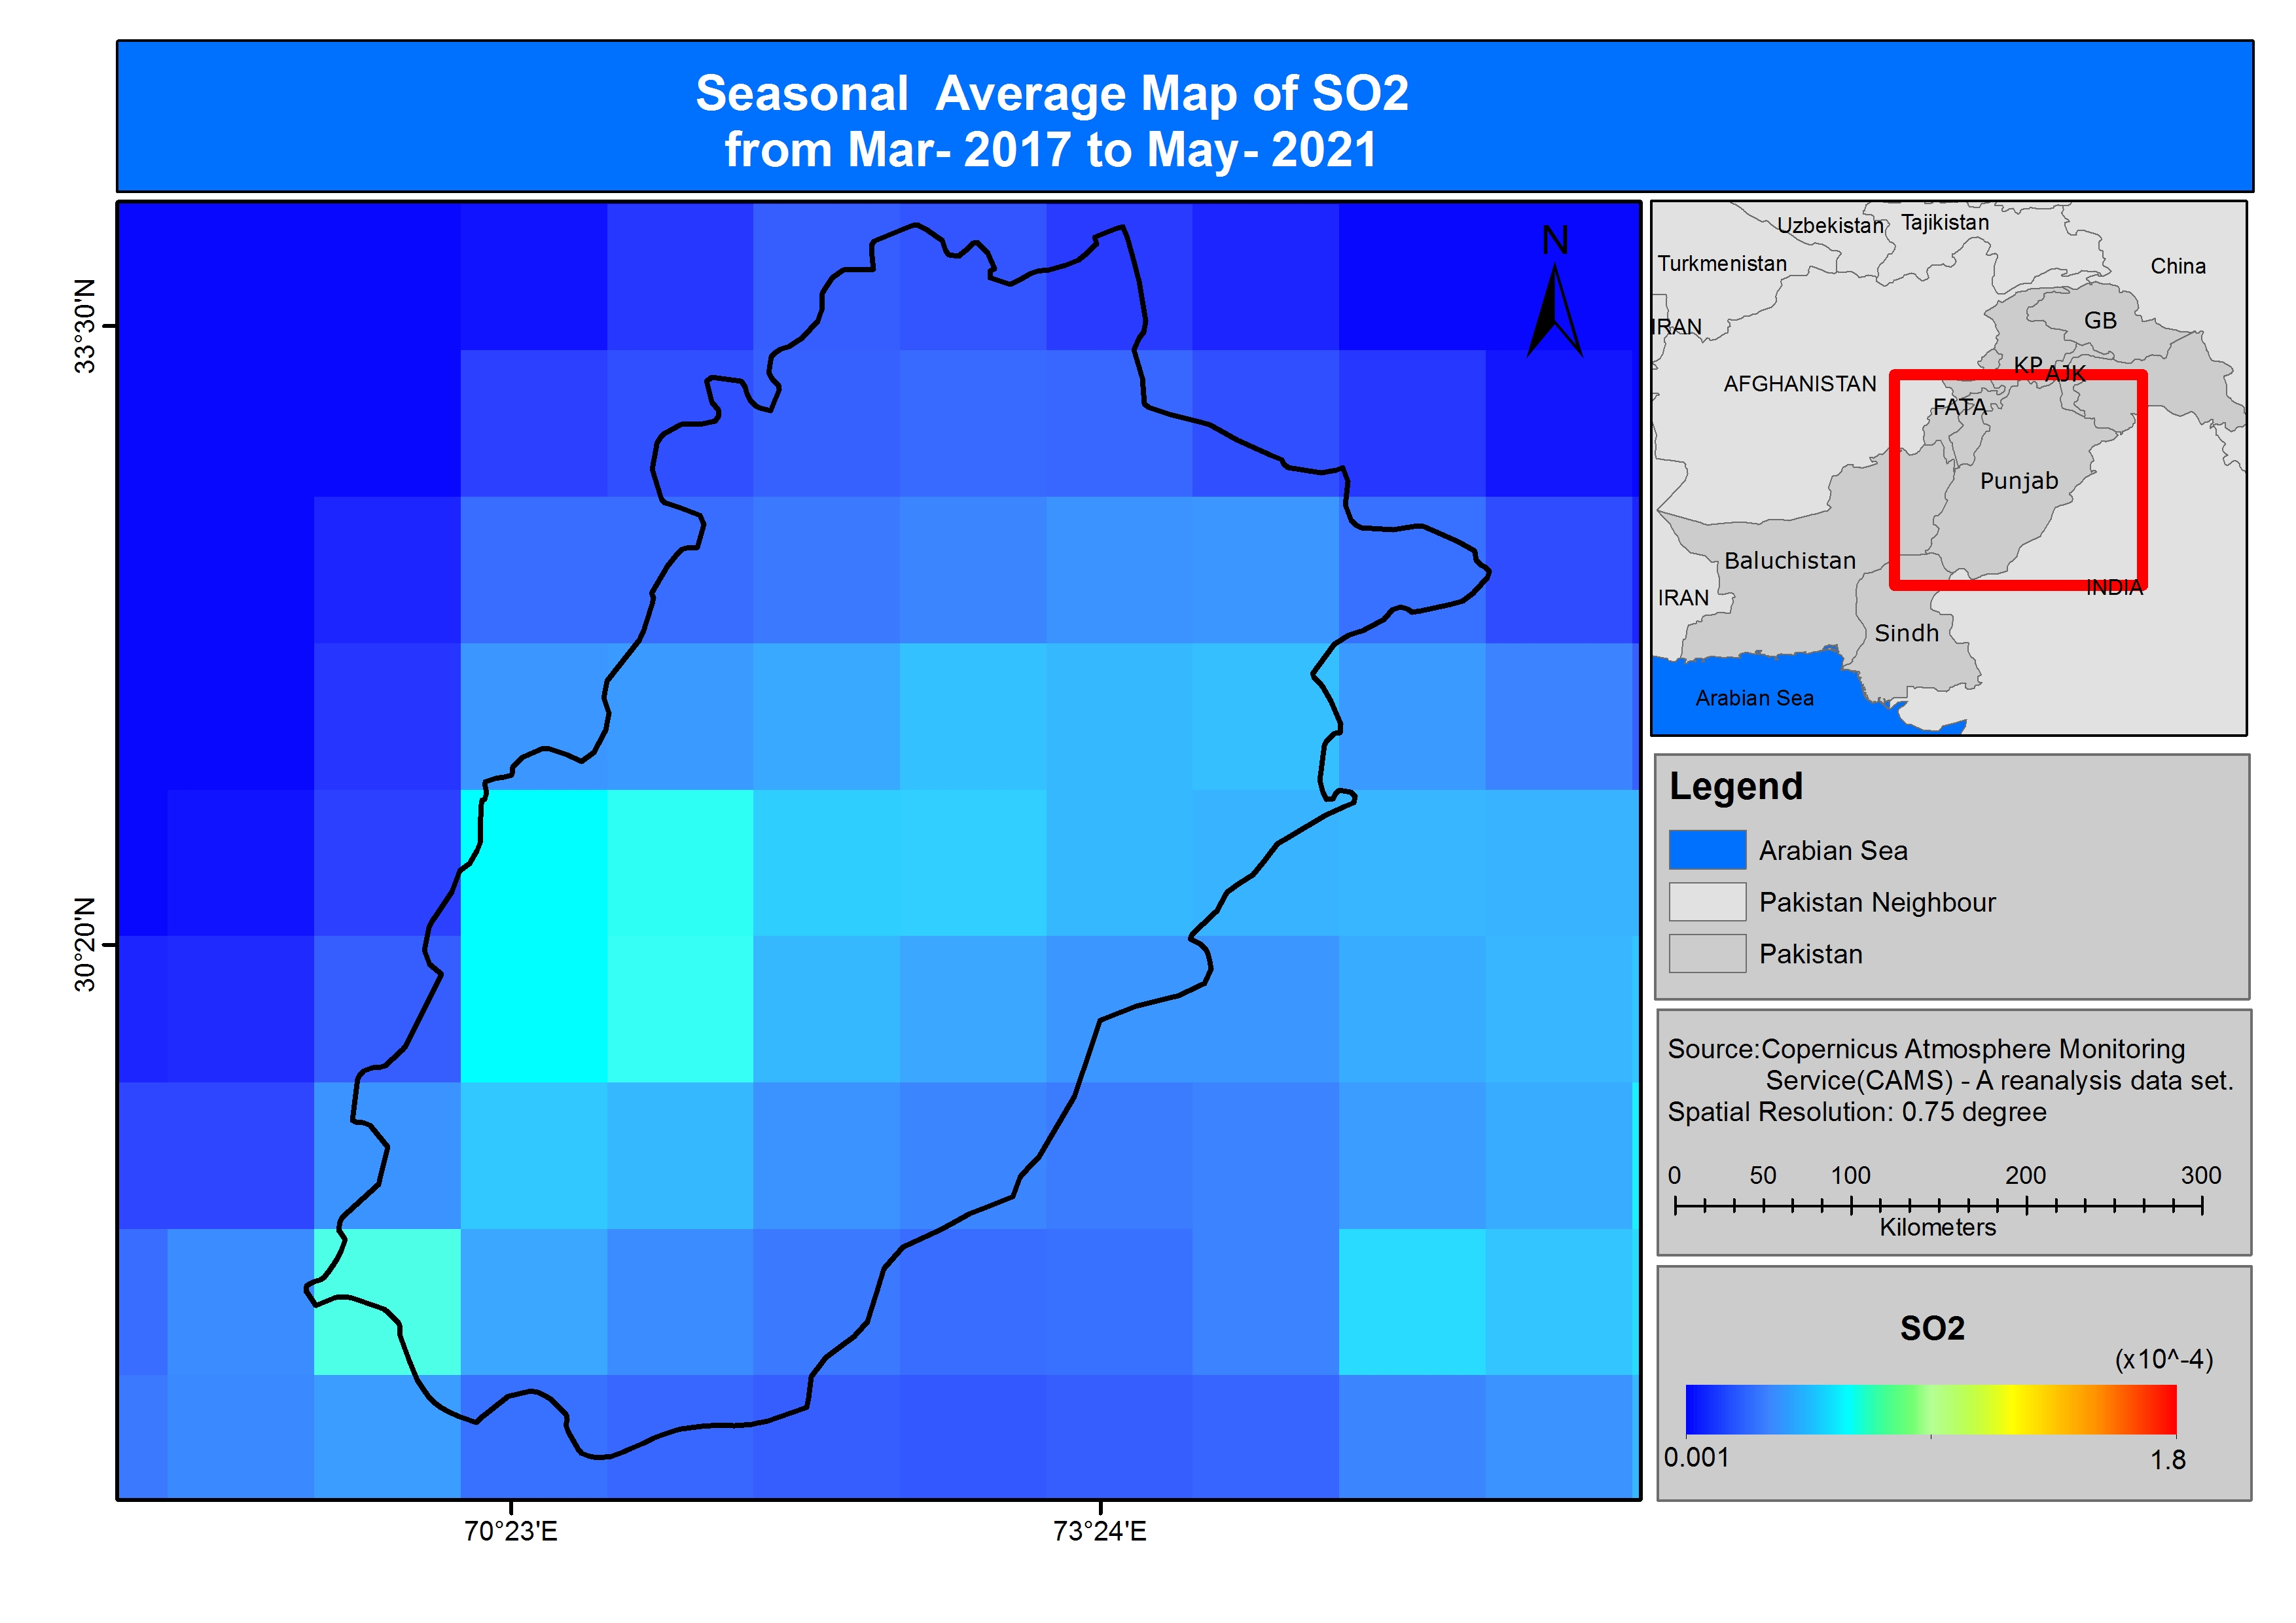 Seasonal  Average Map of SO2
from Mar- 2017 to May- 2021
33°30'N
30°20'N
70°23'E
73°24'E
N
Uzbekistan
Tajikistan
Turkmenistan
China
IRAN
GB
KP
AJK
AFGHANISTAN
FATA
Punjab
Baluchistan
INDIA
IRAN
Sindh
Arabian Sea
Legend
Arabian Sea
Pakistan Neighbour
Pakistan
Source:Copernicus Atmosphere Monitoring
Service(CAMS) - A reanalysis data set.
Spatial Resolution: 0.75 degree
0 50 100 200 300
Kilometers
SO2
(x10^-4)
0.001 1.8